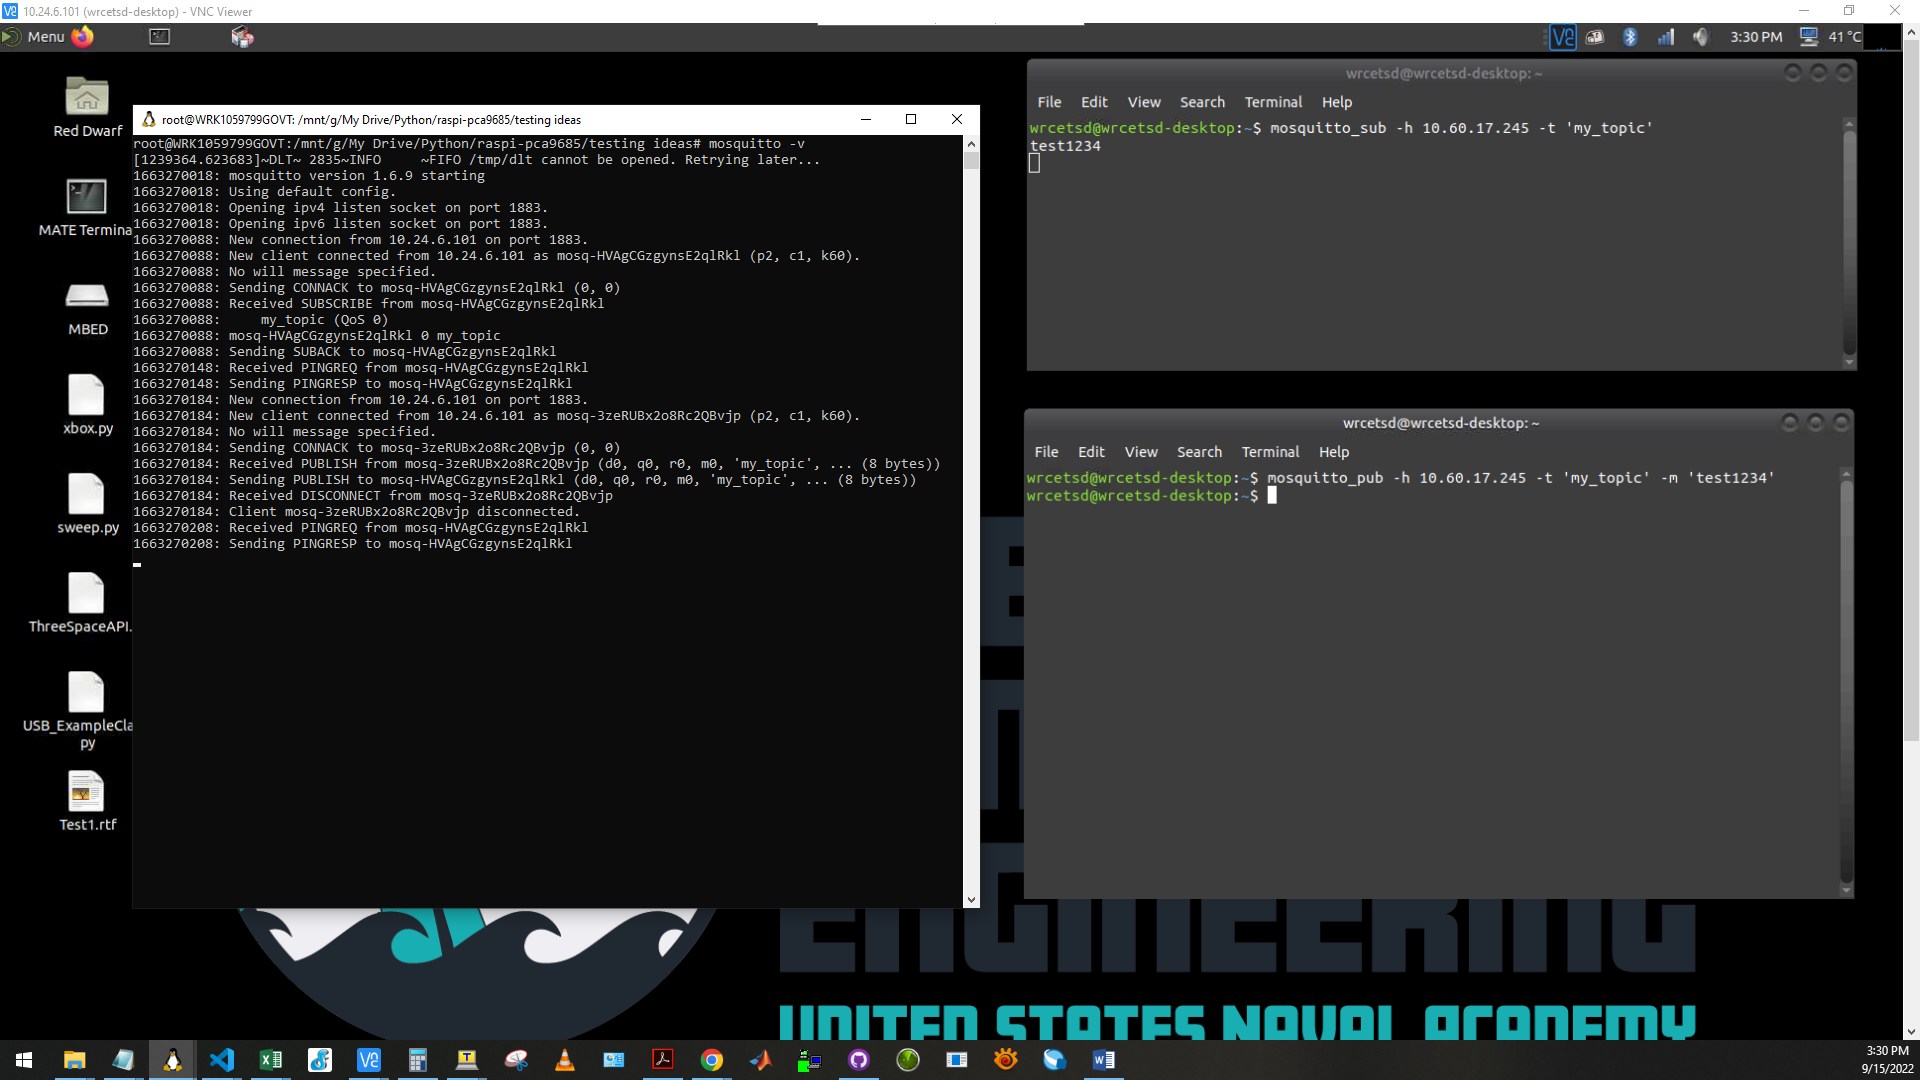 10.24.6.101 (wrcetsd-desktop) - VNC Viewer
Menu
3:30 PM
41 °C
Red Dwarf
MATE Termina
MBED
xbox.py
sweep.py
ThreeSpaceAPI.
USB_ExampleCla
py
Test1.rtf
root@WRK1059799GOVT: /mnt/g/My Drive/Python/raspi-pca9685/testing ideas
root@WRK1059799GOVT:/mnt/g/My Drive/Python/raspi-pca9685/testing ideas# mosquitto -v
[1239364.623683]~DLT~ 2835~INFO     ~FIFO /tmp/dlt cannot be opened. Retrying later...
1663270018: mosquitto version 1.6.9 starting
1663270018: Using default config.
1663270018: Opening ipv4 listen socket on port 1883.
1663270018: Opening ipv6 listen socket on port 1883.
1663270088: New connection from 10.24.6.101 on port 1883.
1663270088: New client connected from 10.24.6.101 as mosq-HVAgCGzgynsE2qlRkl (p2, c1, k60).
1663270088: No will message specified.
1663270088: Sending CONNACK to mosq-HVAgCGzgynsE2qlRkl (0, 0)
1663270088: Received SUBSCRIBE from mosq-HVAgCGzgynsE2qlRkl
1663270088:     my_topic (QoS 0)
1663270088: mosq-HVAgCGzgynsE2qlRkl 0 my_topic
1663270088: Sending SUBACK to mosq-HVAgCGzgynsE2qlRkl
1663270148: Received PINGREQ from mosq-HVAgCGzgynsE2qlRkl
1663270148: Sending PINGRESP to mosq-HVAgCGzgynsE2qlRkl
1663270184: New connection from 10.24.6.101 on port 1883.
1663270184: New client connected from 10.24.6.101 as mosq-3zeRUBx2o8Rc2QBvjp (p2, c1, k60).
1663270184: No will message specified.
1663270184: Sending CONNACK to mosq-3zeRUBx2o8Rc2QBvjp (0, 0)
1663270184: Received PUBLISH from mosq-3zeRUBx2o8Rc2QBvjp (d0, q0, r0, m0, 'my_topic', ... (8 bytes))
1663270184: Sending PUBLISH to mosq-HVAgCGzgynsE2qlRkl (d0, q0, r0, m0, 'my_topic', ... (8 bytes))
1663270184: Received DISCONNECT from mosq-3zeRUBx2o8Rc2QBvjp
1663270184: Client mosq-3zeRUBx2o8Rc2QBvjp disconnected.
1663270208: Received PINGREQ from mosq-HVAgCGzgynsE2qlRkl
1663270208: Sending PINGRESP to mosq-HVAgCGzgynsE2qlRkl
wrcetsd@wrcetsd-desktop: ~
File Edit View Search Terminal Help
wrcetsd@wrcetsd-desktop:~$ mosquitto_sub -h 10.60.17.245 -t 'my_topic'
test1234
wrcetsd@wrcetsd-desktop: ~
File Edit View Search Terminal Help
wrcetsd@wrcetsd-desktop:~$ mosquitto_pub -h 10.60.17.245 -t 'my_topic' -m 'test1234'
wrcetsd@wrcetsd-desktop:~$
ENGINEERING
UNITED STATES NAVAL ACADEMY
3:30 PM
9/15/2022